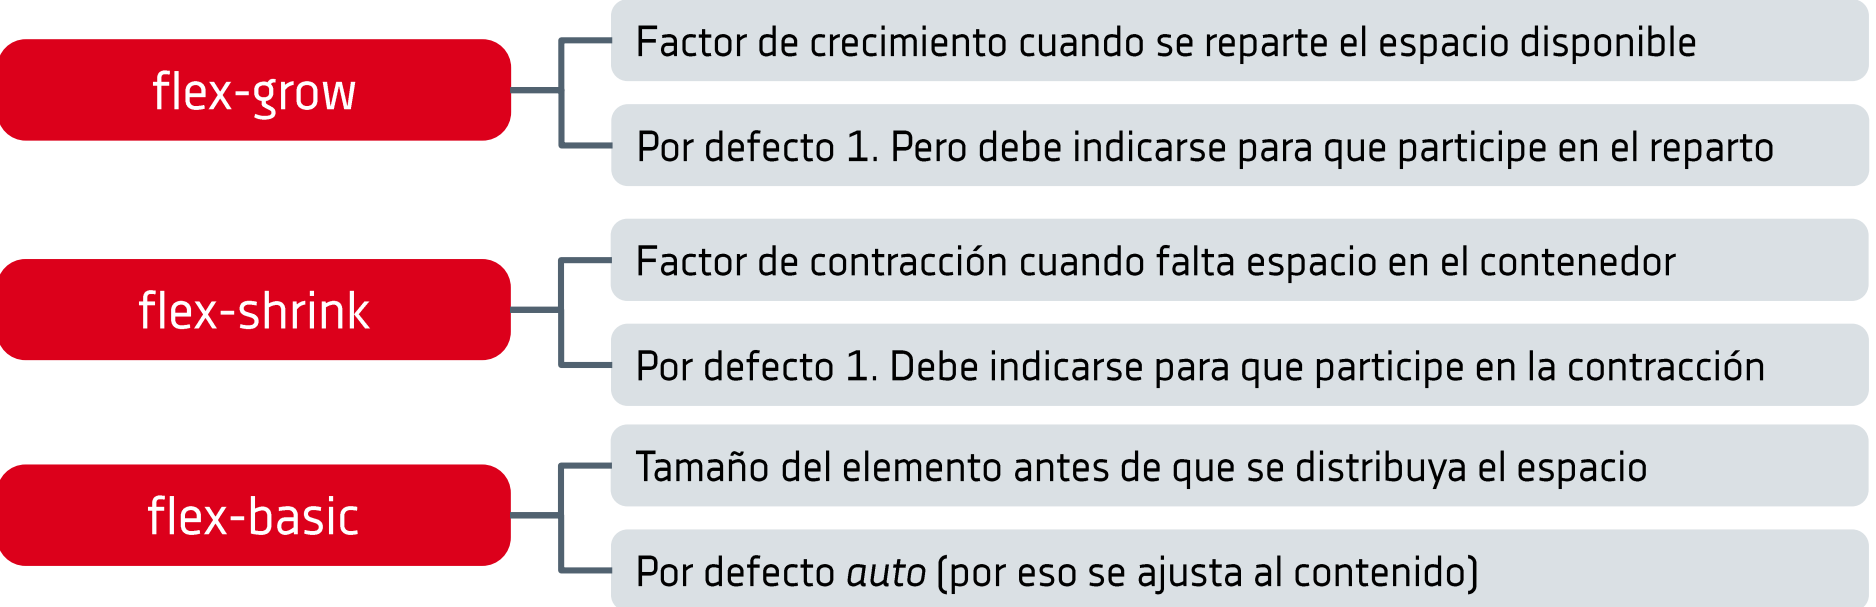 flex-grow
Factor de crecimiento cuando se reparte el espacio disponible
Por defecto 1. Pero debe indicarse para que participe en el reparto
flex-shrink
Factor de contracción cuando falta espacio en el contenedor
Por defecto 1. Debe indicarse para que participe en la contracción
flex-basic
Tamaño del elemento antes de que se distribuya el espacio
Por defecto auto (por eso se ajusta al contenido)